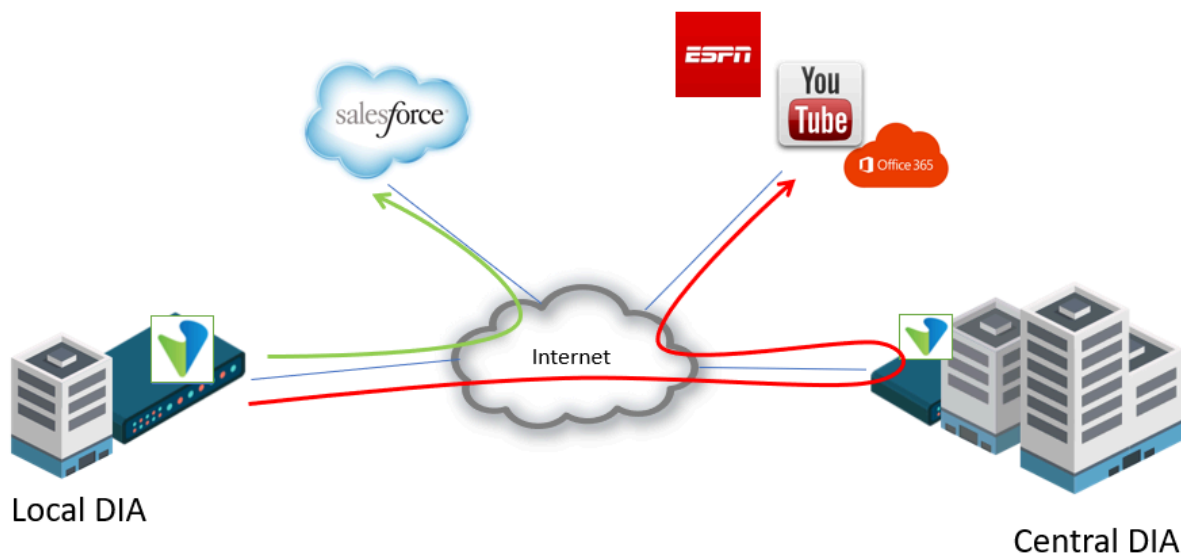 ESPN
You
Tube
salesforce
Office 365
Internet
Local DIA
Central DIA